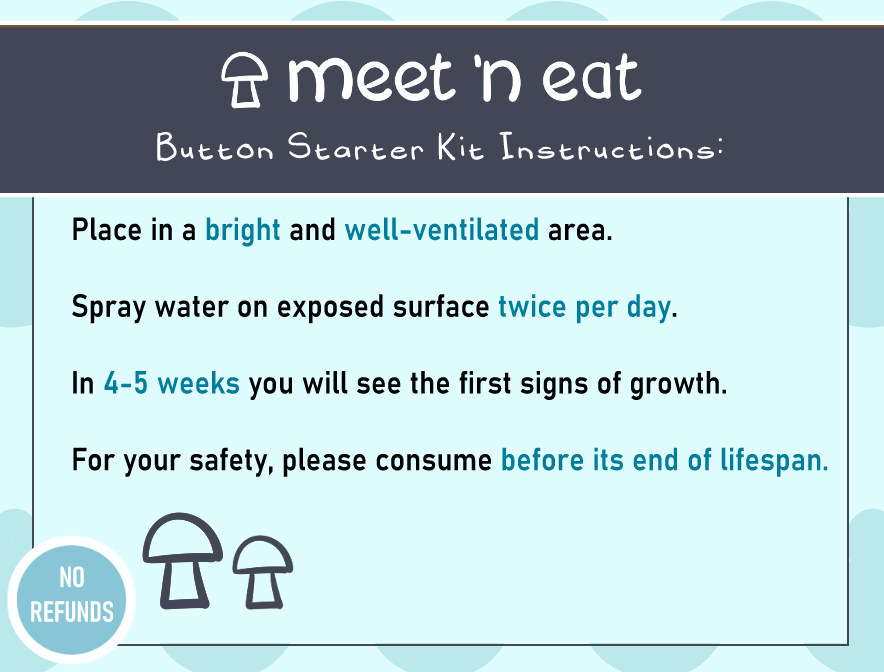 meet 'n eat
Button Starter Kit Instructions:
Place in a bright and well-ventilated area.
Spray water on exposed surface twice per day.
In 4-5 weeks you will see the first signs of growth.
For your safety, please consume before its end of lifespan.
NO
REFUNDS